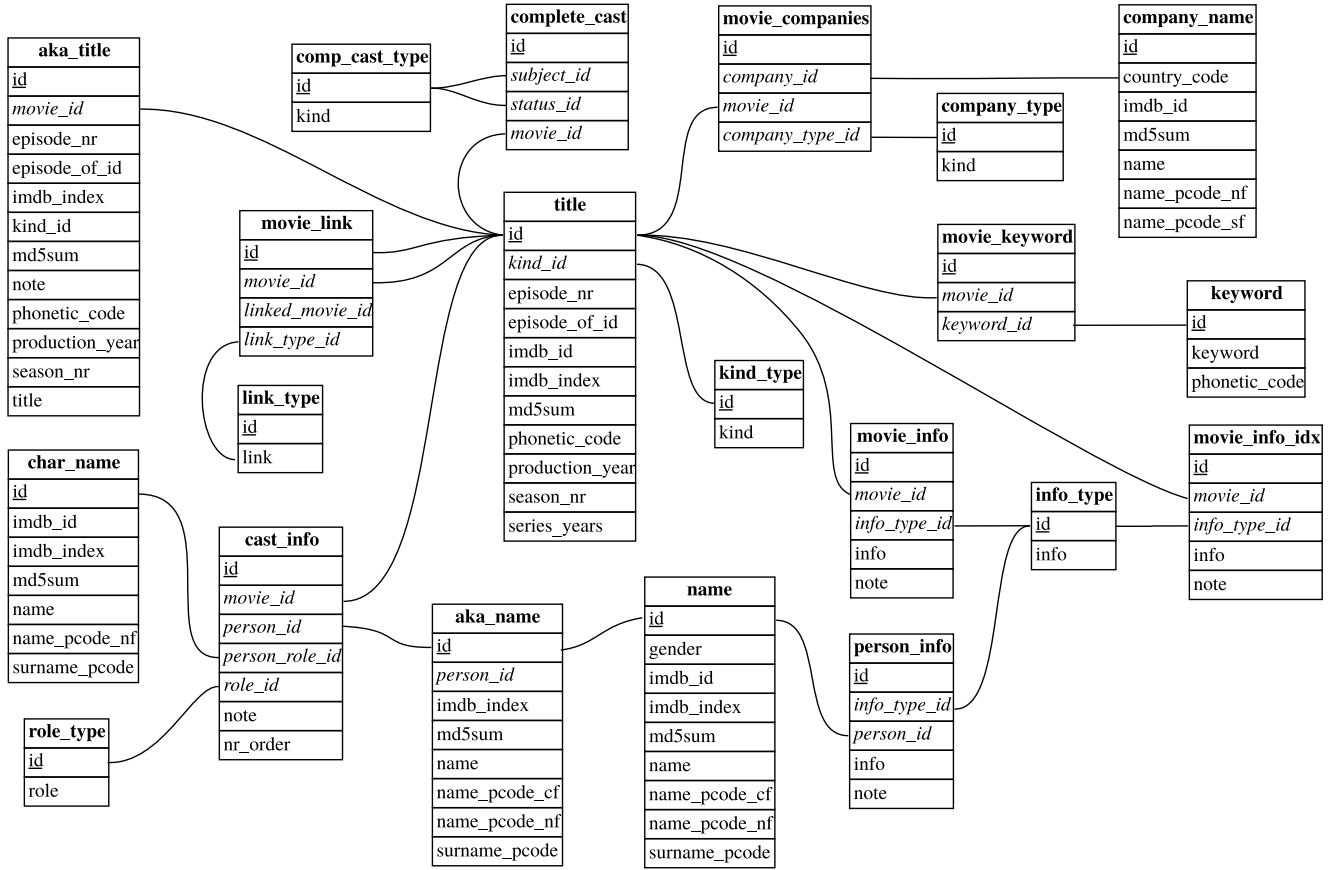 aka_title
id
movie_id
episode_nr
episode_of_id
imdb_index
kind_id
md5sum
note
phonetic_code
production_year
season_nr
title
comp_cast_type
id
kind
complete_cast
id
subject_id
status_id
movie_id
movie_companies
id
company_id
movie_id
company_type_id
company_name
id
country_code
imdb_id
md5sum
name
name_pcode_nf
name_pcode_sf
company_type
id
kind
movie_link
id
movie_id
linked_movie_id
link_type_id
title
id
kind_id
episode_nr
episode_of_id
imdb_id
imdb_index
md5sum
phonetic_code
production_year
season_nr
series_years
movie_keyword
id
movie_id
keyword_id
keyword
id
keyword
phonetic_code
link_type
id
link
kind_type
id
kind
char_name
id
imdb_id
imdb_index
md5sum
name
name_pcode_nf
surname_pcode
movie_info
id
movie_id
info_type_id
info
note
info_type
id
info
movie_info_idx
id
movie_id
info_type_id
info
note
cast_info
id
movie_id
person_id
person_role_id
role_id
note
nr_order
aka_name
id
person_id
imdb_index
md5sum
name
name_pcode_cf
name_pcode_nf
surname_pcode
name
id
gender
imdb_id
imdb_index
md5sum
name
name_pcode_cf
name_pcode_nf
surname_pcode
person_info
id
info_type_id
person_id
info
note
role_type
id
role